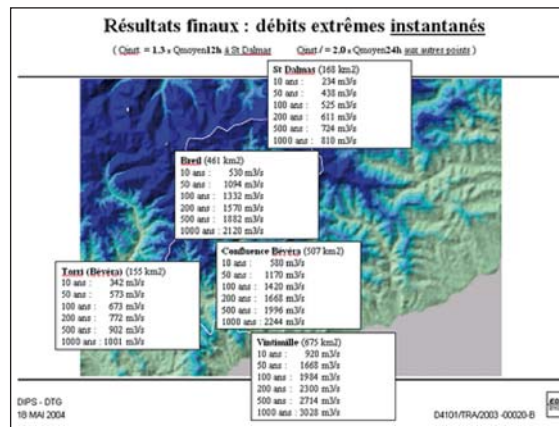 Résultats finaux : débits extrêmes instantanés
( Qinst. = 1.3 x Qmoyen12h à St Dalmas Qinst.i = 2.0 x Qmoyen24h aux autres points )
St Dalmas (168 km2)
10 ans : 234 m3/s
50 ans : 438 m3/s
100 ans : 525 m3/s
200 ans : 611 m3/s
500 ans : 724 m3/s
1000 ans : 810 m3/s
Breil (461 km2)
10 ans : 530 m3/s
50 ans : 1094 m3/s
100 ans : 1332 m3/s
200 ans : 1570 m3/s
500 ans : 1882 m3/s
1000 ans : 2120 m3/s
Confluence Bévéra (507 km2)
10 ans : 580 m3/s
50 ans : 1170 m3/s
100 ans : 1420 m3/s
200 ans : 1668 m3/s
500 ans : 1996 m3/s
1000 ans : 2244 m3/s
Torri (Bévéra) (155 km2)
10 ans : 342 m3/s
50 ans : 573 m3/s
100 ans : 673 m3/s
200 ans : 772 m3/s
500 ans : 902 m3/s
1000 ans : 1001 m3/s
Vintimille (675 km2)
10 ans : 920 m3/s
50 ans : 1668 m3/s
100 ans : 1984 m3/s
200 ans : 2300 m3/s
500 ans : 2714 m3/s
1000 ans : 3028 m3/s
DIPS - DTG
18 MAI 2004
D4101/TRA/2003 -00020-B